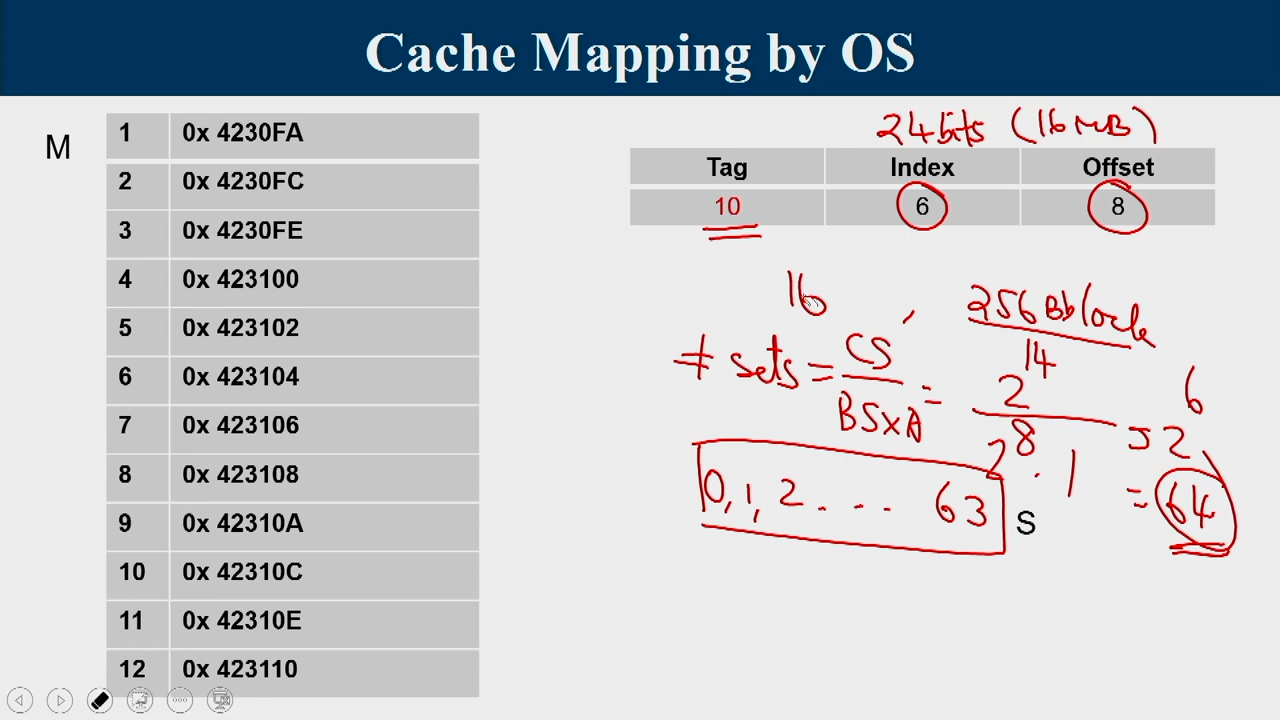 Cache Mapping by OS
M
1 0x 4230FA
2 0x 4230FC
3 0x 4230FE
4 0x 423100
5 0x 423102
6 0x 423104
7 0x 423106
8 0x 423108
9 0x 42310A
10 0x 42310C
11 0x 42310E
12 0x 423110
24 bits (16 MB)
Tag Index Offset
10 6 8
16
256 B block
# sets = CS / BS x A = 2^14 / 2^8 . 1 = 2^6
= 64
0, 1, 2 . . . . 63
S